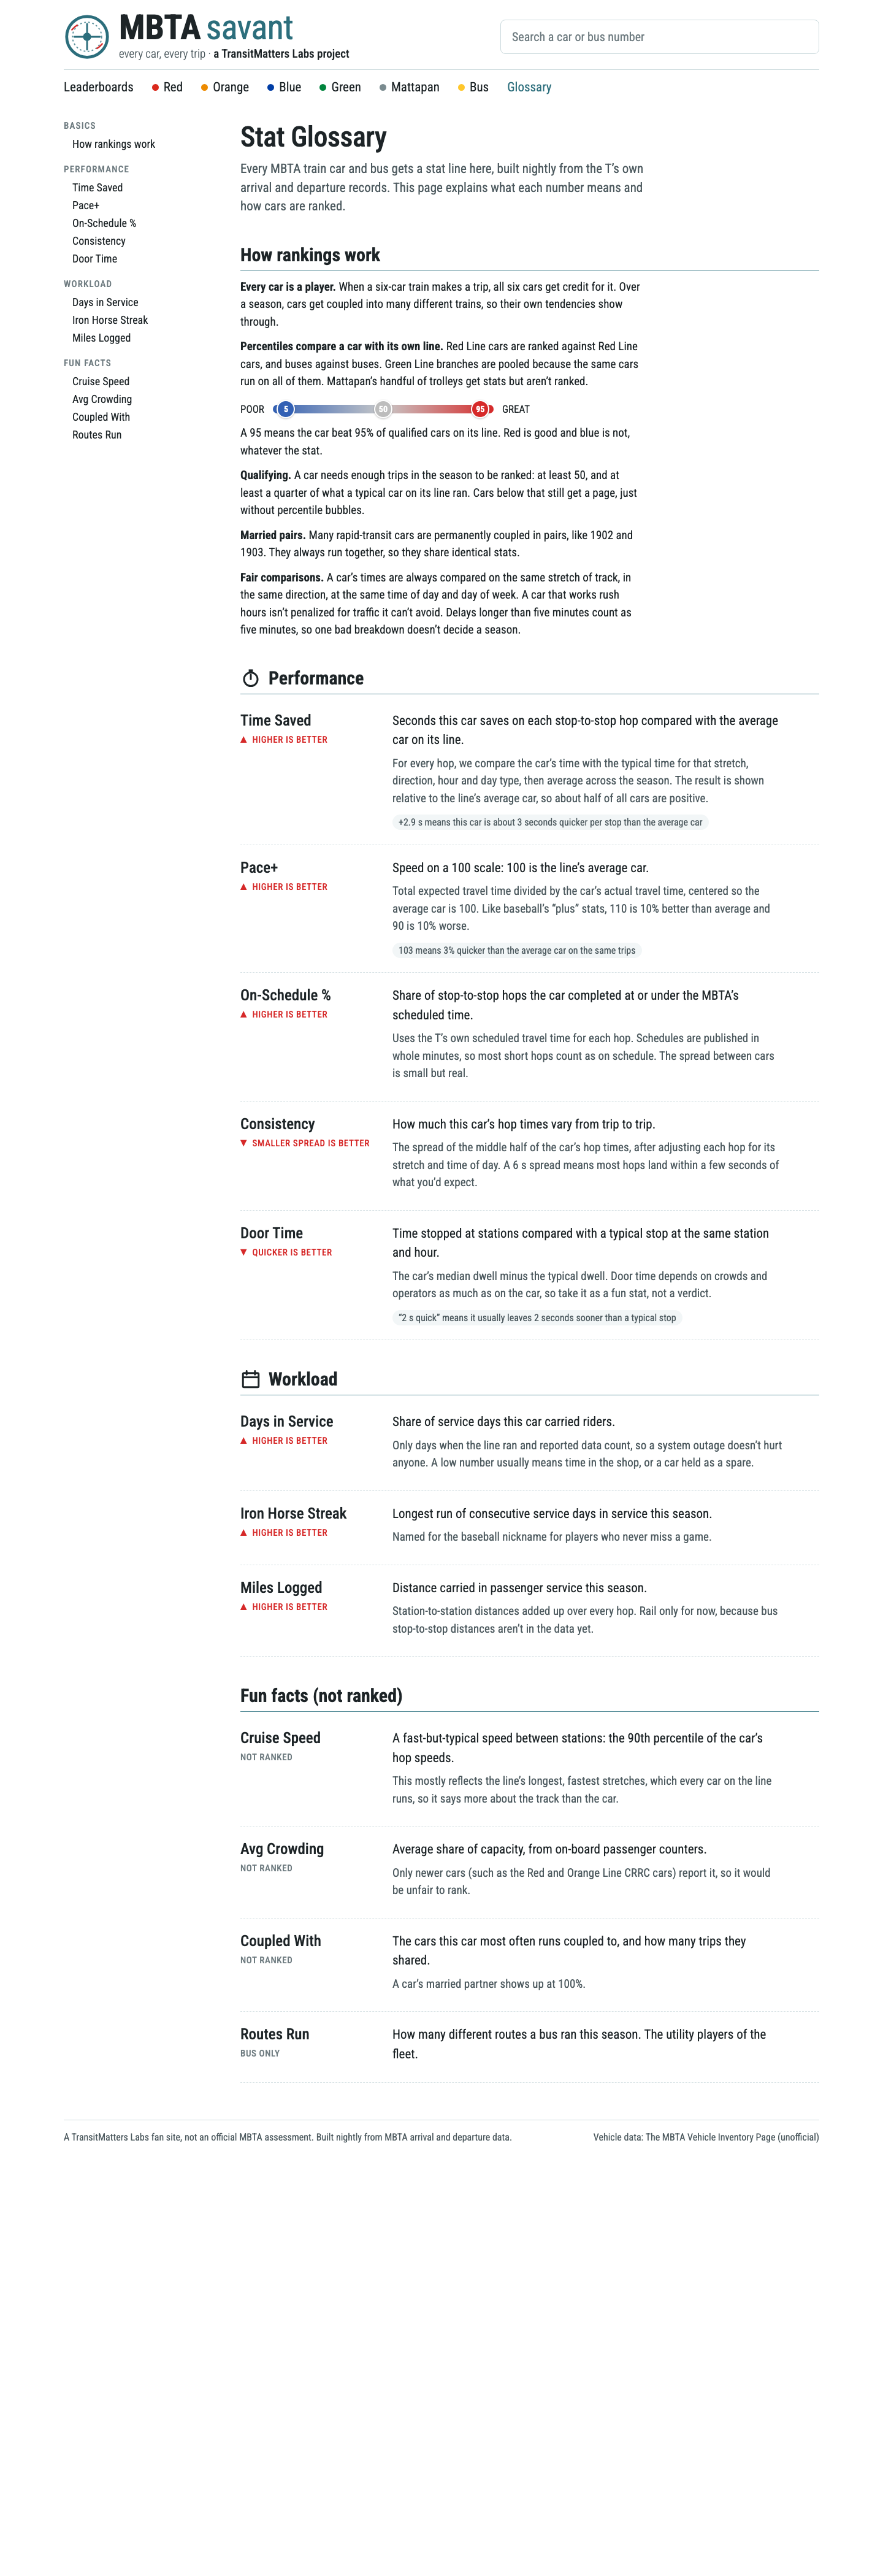 MBTA savant
every car, every trip · a TransitMatters Labs project
Search a car or bus number
Leaderboards
Red
Orange
Blue
Green
Mattapan
Bus
Glossary
BASICS
How rankings work
PERFORMANCE
Time Saved
Pace+
On-Schedule %
Consistency
Door Time
WORKLOAD
Days in Service
Iron Horse Streak
Miles Logged
FUN FACTS
Cruise Speed
Avg Crowding
Coupled With
Routes Run
Stat Glossary
Every MBTA train car and bus gets a stat line here, built nightly from the T’s own
arrival and departure records. This page explains what each number means and
how cars are ranked.
How rankings work
Every car is a player. When a six-car train makes a trip, all six cars get credit for it. Over
a season, cars get coupled into many different trains, so their own tendencies show
through.
Percentiles compare a car with its own line. Red Line cars are ranked against Red Line
cars, and buses against buses. Green Line branches are pooled because the same cars
run on all of them. Mattapan’s handful of trolleys get stats but aren’t ranked.
POOR 5 50 95 GREAT
A 95 means the car beat 95% of qualified cars on its line. Red is good and blue is not,
whatever the stat.
Qualifying. A car needs enough trips in the season to be ranked: at least 50, and at
least a quarter of what a typical car on its line ran. Cars below that still get a page, just
without percentile bubbles.
Married pairs. Many rapid-transit cars are permanently coupled in pairs, like 1902 and
1903. They always run together, so they share identical stats.
Fair comparisons. A car’s times are always compared on the same stretch of track, in
the same direction, at the same time of day and day of week. A car that works rush
hours isn’t penalized for traffic it can’t avoid. Delays longer than five minutes count as
five minutes, so one bad breakdown doesn’t decide a season.
Performance
Time Saved
▲ HIGHER IS BETTER
Seconds this car saves on each stop-to-stop hop compared with the average
car on its line.
For every hop, we compare the car’s time with the typical time for that stretch,
direction, hour and day type, then average across the season. The result is shown
relative to the line’s average car, so about half of all cars are positive.
+2.9 s means this car is about 3 seconds quicker per stop than the average car
Pace+
▲ HIGHER IS BETTER
Speed on a 100 scale: 100 is the line’s average car.
Total expected travel time divided by the car’s actual travel time, centered so the
average car is 100. Like baseball’s “plus” stats, 110 is 10% better than average and
90 is 10% worse.
103 means 3% quicker than the average car on the same trips
On-Schedule %
▲ HIGHER IS BETTER
Share of stop-to-stop hops the car completed at or under the MBTA’s
scheduled time.
Uses the T’s own scheduled travel time for each hop. Schedules are published in
whole minutes, so most short hops count as on schedule. The spread between cars
is small but real.
Consistency
▼ SMALLER SPREAD IS BETTER
How much this car’s hop times vary from trip to trip.
The spread of the middle half of the car’s hop times, after adjusting each hop for its
stretch and time of day. A 6 s spread means most hops land within a few seconds of
what you’d expect.
Door Time
▼ QUICKER IS BETTER
Time stopped at stations compared with a typical stop at the same station
and hour.
The car’s median dwell minus the typical dwell. Door time depends on crowds and
operators as much as on the car, so take it as a fun stat, not a verdict.
“2 s quick” means it usually leaves 2 seconds sooner than a typical stop
Workload
Days in Service
▲ HIGHER IS BETTER
Share of service days this car carried riders.
Only days when the line ran and reported data count, so a system outage doesn’t hurt
anyone. A low number usually means time in the shop, or a car held as a spare.
Iron Horse Streak
▲ HIGHER IS BETTER
Longest run of consecutive service days in service this season.
Named for the baseball nickname for players who never miss a game.
Miles Logged
▲ HIGHER IS BETTER
Distance carried in passenger service this season.
Station-to-station distances added up over every hop. Rail only for now, because bus
stop-to-stop distances aren’t in the data yet.
Fun facts (not ranked)
Cruise Speed
NOT RANKED
A fast-but-typical speed between stations: the 90th percentile of the car’s
hop speeds.
This mostly reflects the line’s longest, fastest stretches, which every car on the line
runs, so it says more about the track than the car.
Avg Crowding
NOT RANKED
Average share of capacity, from on-board passenger counters.
Only newer cars (such as the Red and Orange Line CRRC cars) report it, so it would
be unfair to rank.
Coupled With
NOT RANKED
The cars this car most often runs coupled to, and how many trips they
shared.
A car’s married partner shows up at 100%.
Routes Run
BUS ONLY
How many different routes a bus ran this season. The utility players of the
fleet.
A TransitMatters Labs fan site, not an official MBTA assessment. Built nightly from MBTA arrival and departure data.
Vehicle data: The MBTA Vehicle Inventory Page (unofficial)